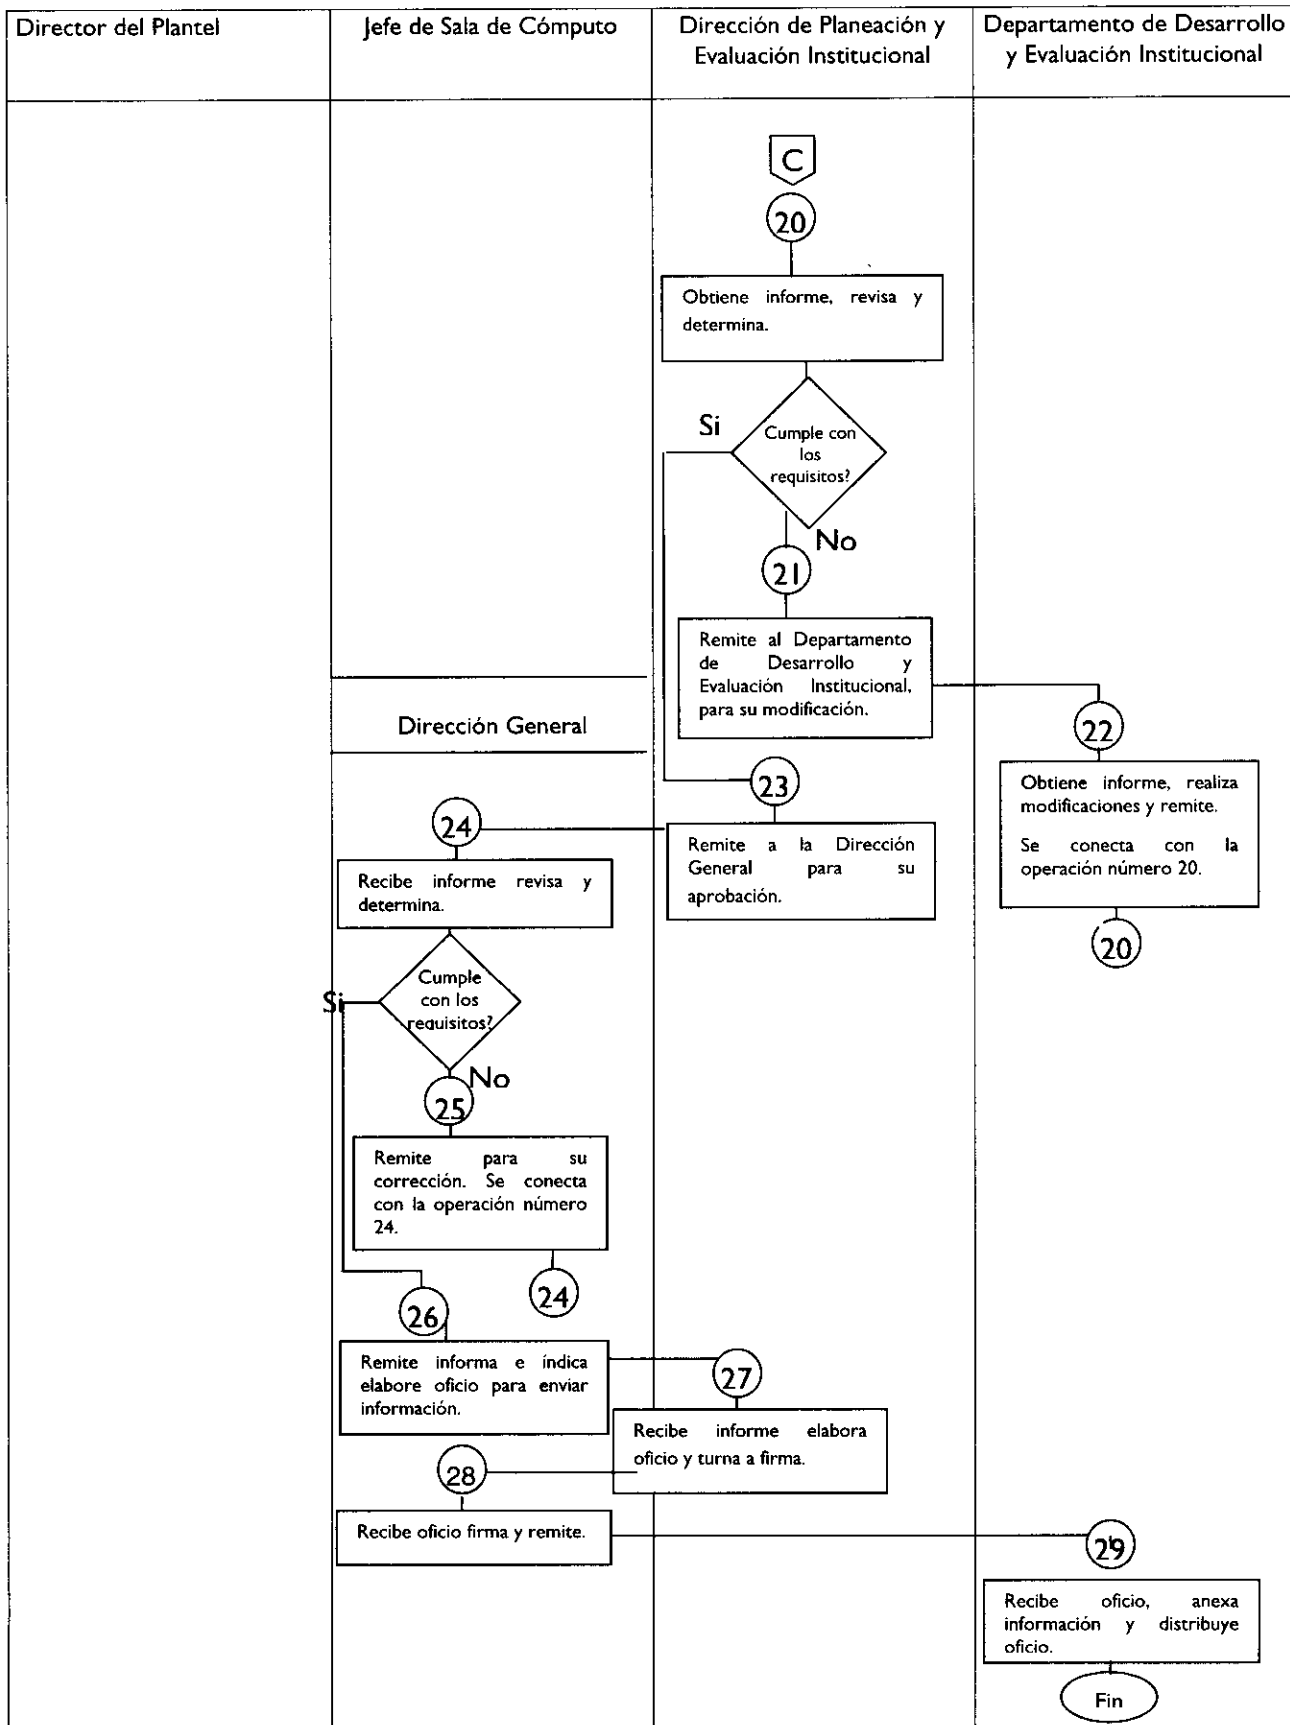 Director del Plantel
Jefe de Sala de Cómputo
Dirección de Planeación y
Evaluación Institucional
Departamento de Desarrollo
y Evaluación Institucional
C
20
Obtiene informe, revisa y
determina.
Si
Cumple con
los
requisitos?
No
21
Remite al Departamento
de Desarrollo y
Evaluación Institucional,
para su modificación.
22
Obtiene informe, realiza
modificaciones y remite.
Se conecta con la
operación número 20.
20
Dirección General
23
Remite a la Dirección
General para su
aprobación.
24
Recibe informe revisa y
determina.
Si
Cumple
con los
requisitos?
No
25
Remite para su
corrección. Se conecta
con la operación número
24.
24
26
Remite informa e índica
elabore oficio para enviar
información.
27
Recibe informe elabora
oficio y turna a firma.
28
Recibe oficio firma y remite.
29
Recibe oficio, anexa
información y distribuye
oficio.
Fin